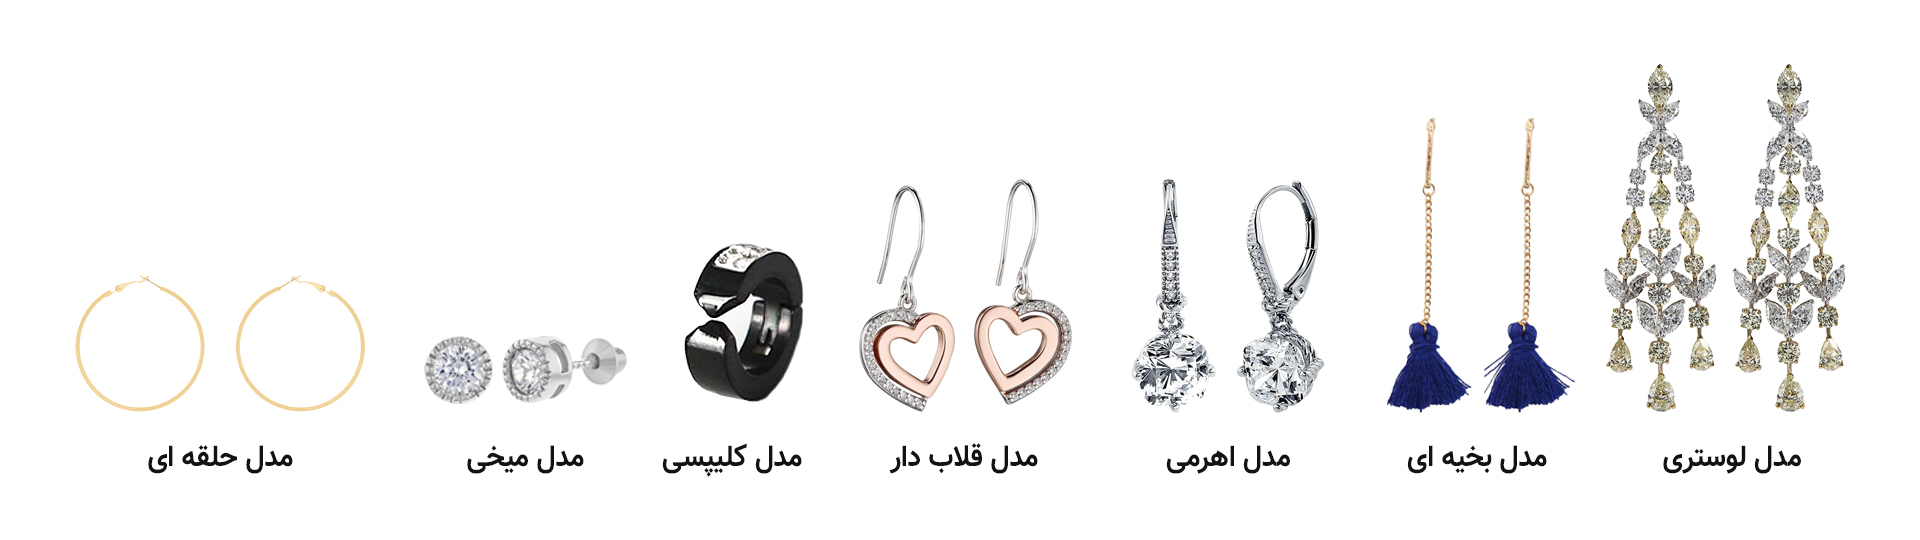 مدل لوستری
مدل بخیه ای
مدل اهرمی
مدل قلاب دار
مدل کلیپسی
مدل میخی
مدل حلقه ای